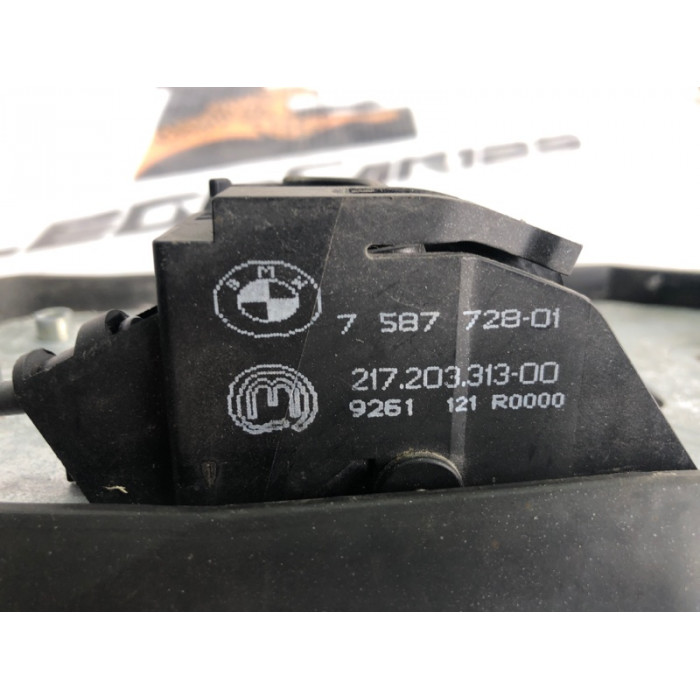 BMW
7 587 728-01
M
217.203.313-00
9261 121 R0000